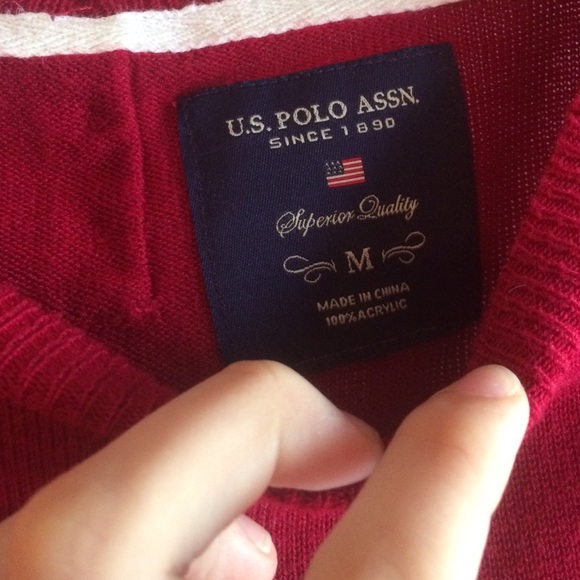 U.S. POLO ASSN.
SINCE 1890
Superior Quality
M
MADE IN CHINA
100% ACRYLIC